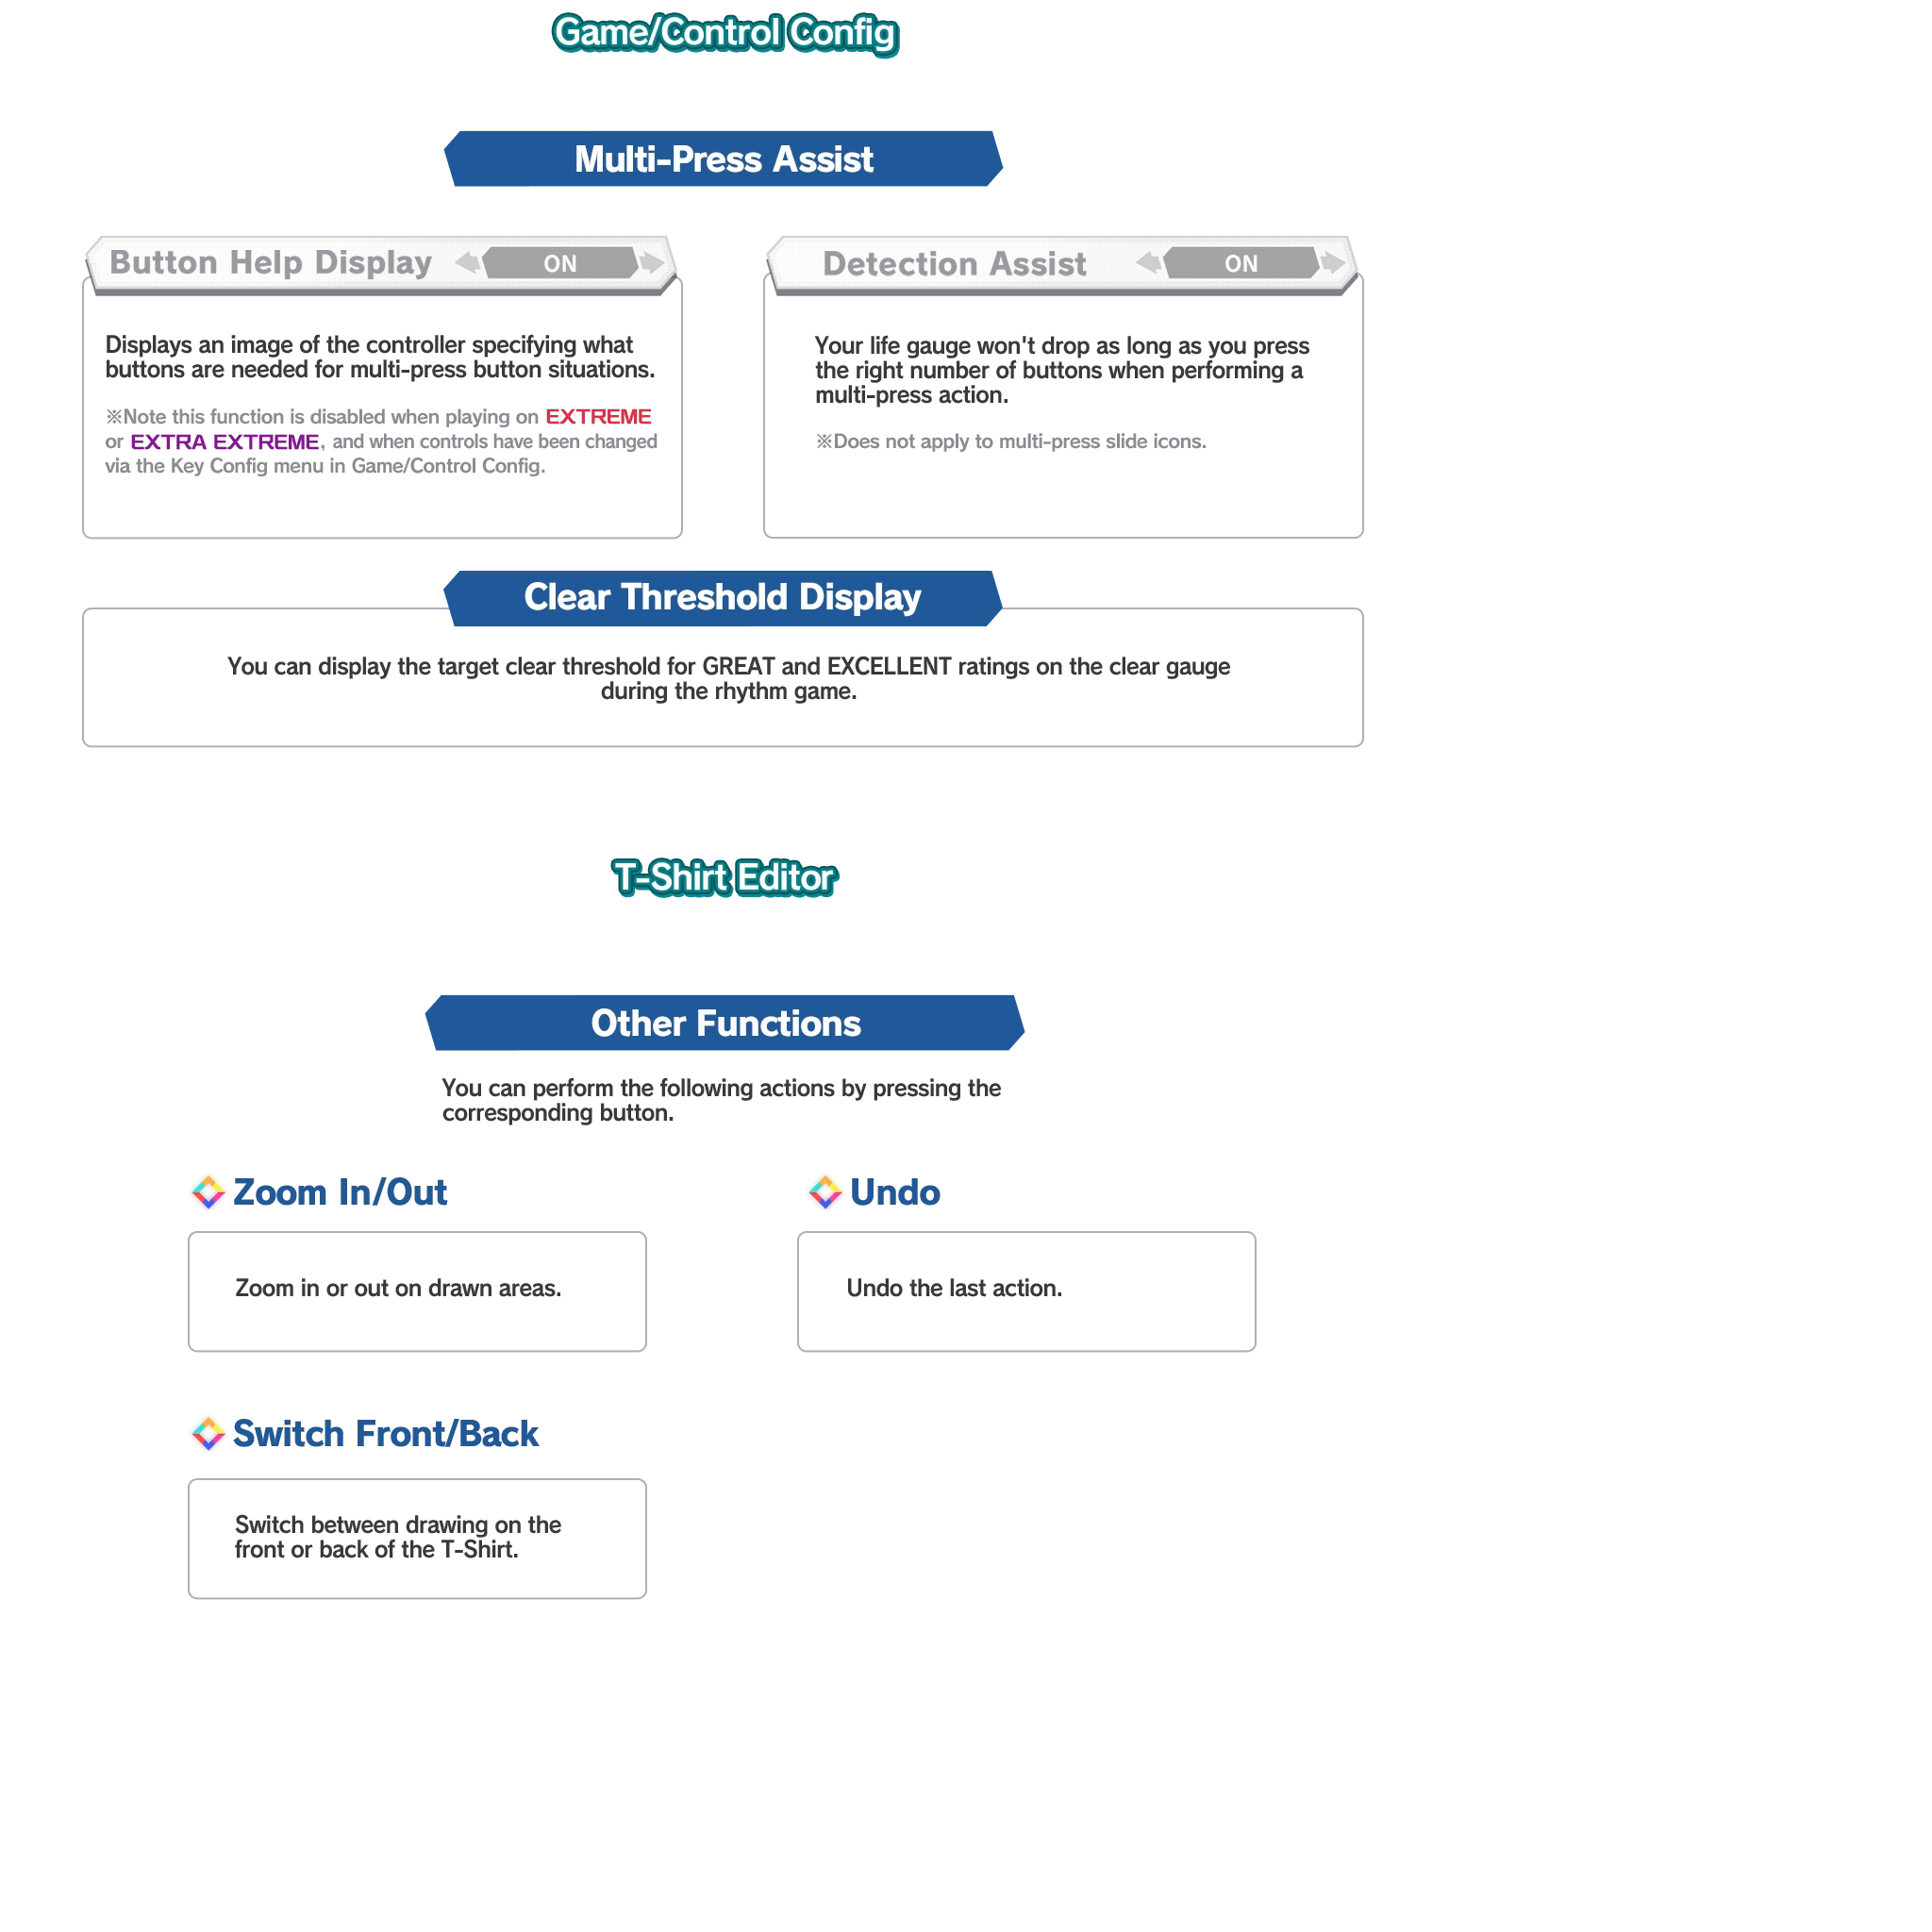 Game/Control Config
Multi-Press Assist
Button Help Display
ON
Displays an image of the controller specifying what
buttons are needed for multi-press button situations.
※Note this function is disabled when playing on EXTREME
or EXTRA EXTREME, and when controls have been changed
via the Key Config menu in Game/Control Config.
Detection Assist
ON
Your life gauge won't drop as long as you press
the right number of buttons when performing a
multi-press action.
※Does not apply to multi-press slide icons.
Clear Threshold Display
You can display the target clear threshold for GREAT and EXCELLENT ratings on the clear gauge
during the rhythm game.
T-Shirt Editor
Other Functions
You can perform the following actions by pressing the
corresponding button.
Zoom In/Out
Zoom in or out on drawn areas.
Undo
Undo the last action.
Switch Front/Back
Switch between drawing on the
front or back of the T-Shirt.